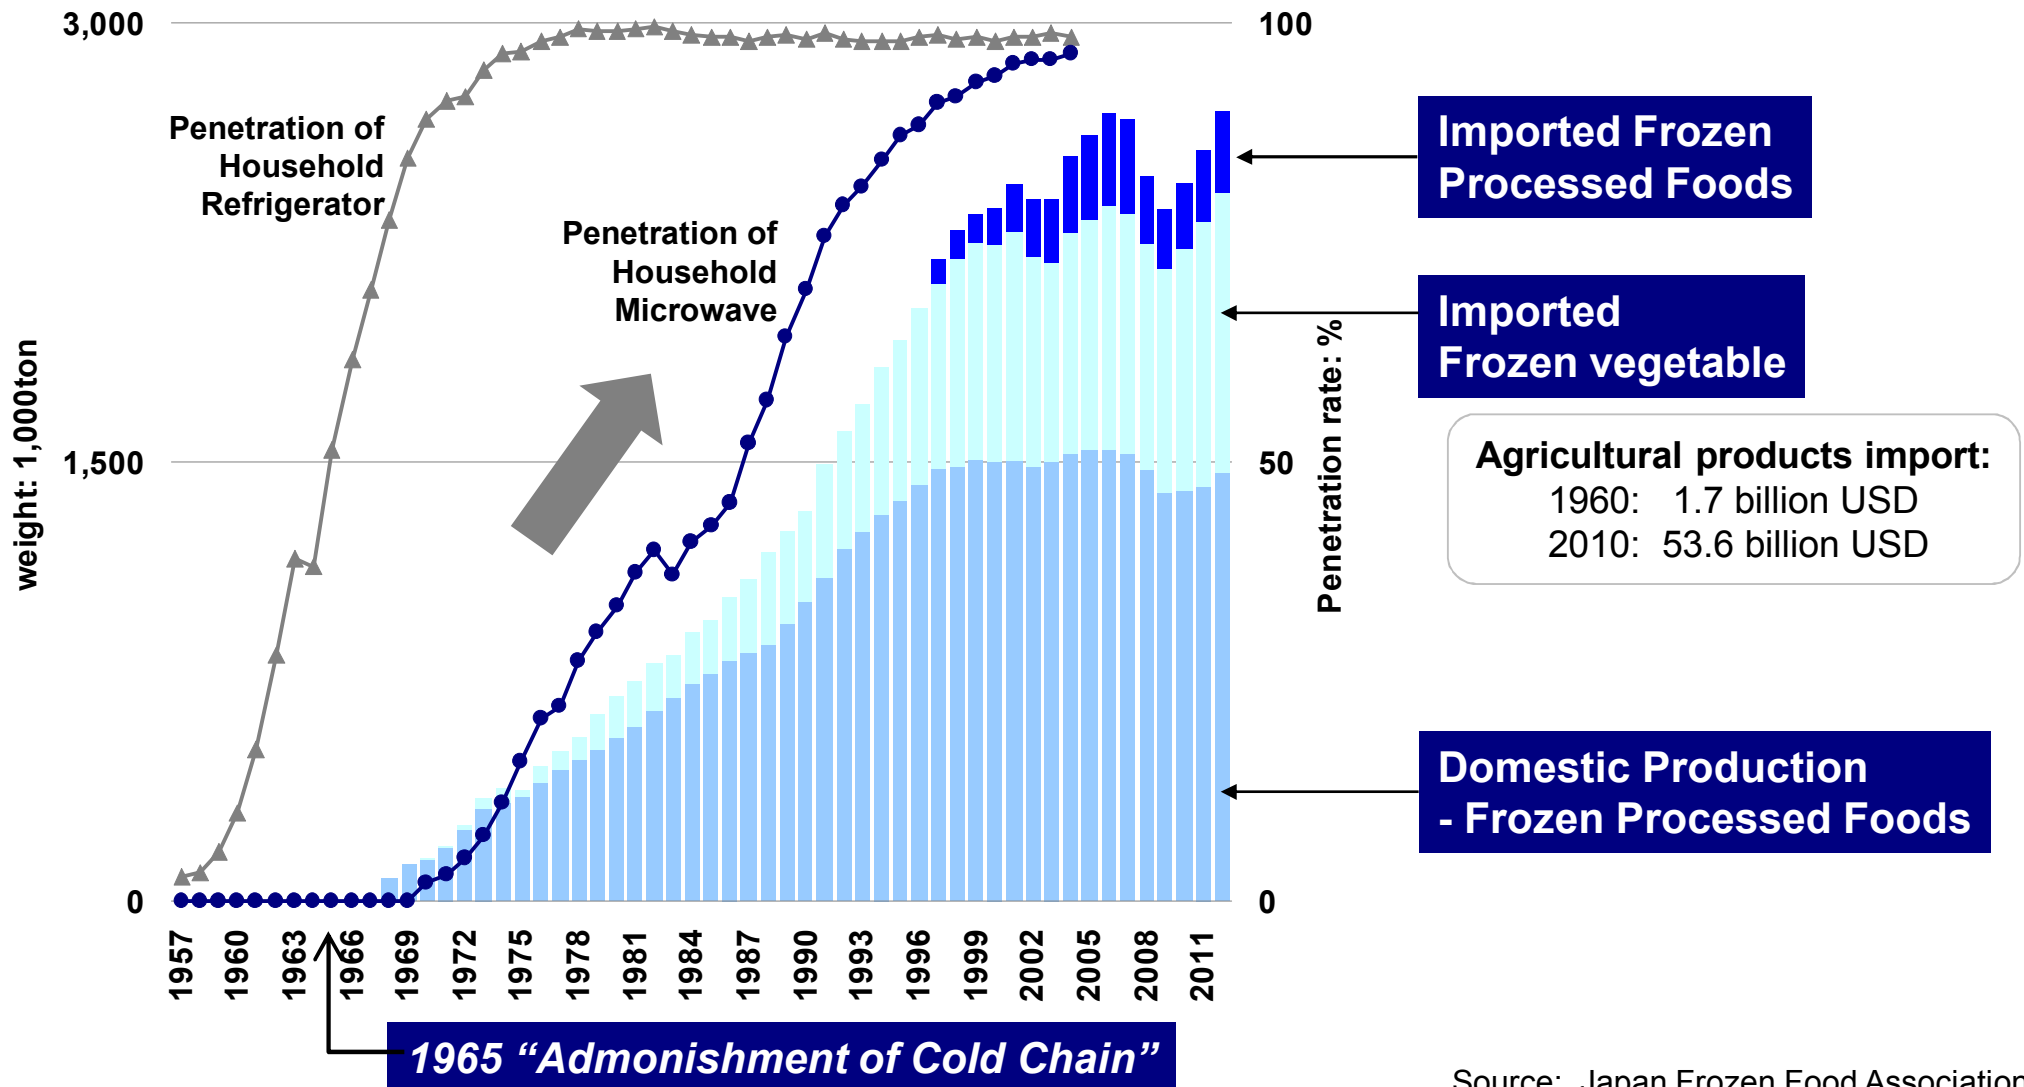 3,000
100
Penetration of
Household
Refrigerator
Imported Frozen
Processed Foods
Penetration of
Household
Microwave
Imported
Frozen vegetable
weight: 1,000ton
Penetration rate: %
1,500
50
Agricultural products import:
1960: 1.7 billion USD
2010: 53.6 billion USD
Domestic Production
- Frozen Processed Foods
0
0
1957
1960
1963
1966
1969
1972
1975
1978
1981
1984
1987
1990
1993
1996
1999
2002
2005
2008
2011
1965 “Admonishment of Cold Chain”
Source: Japan Frozen Food Association